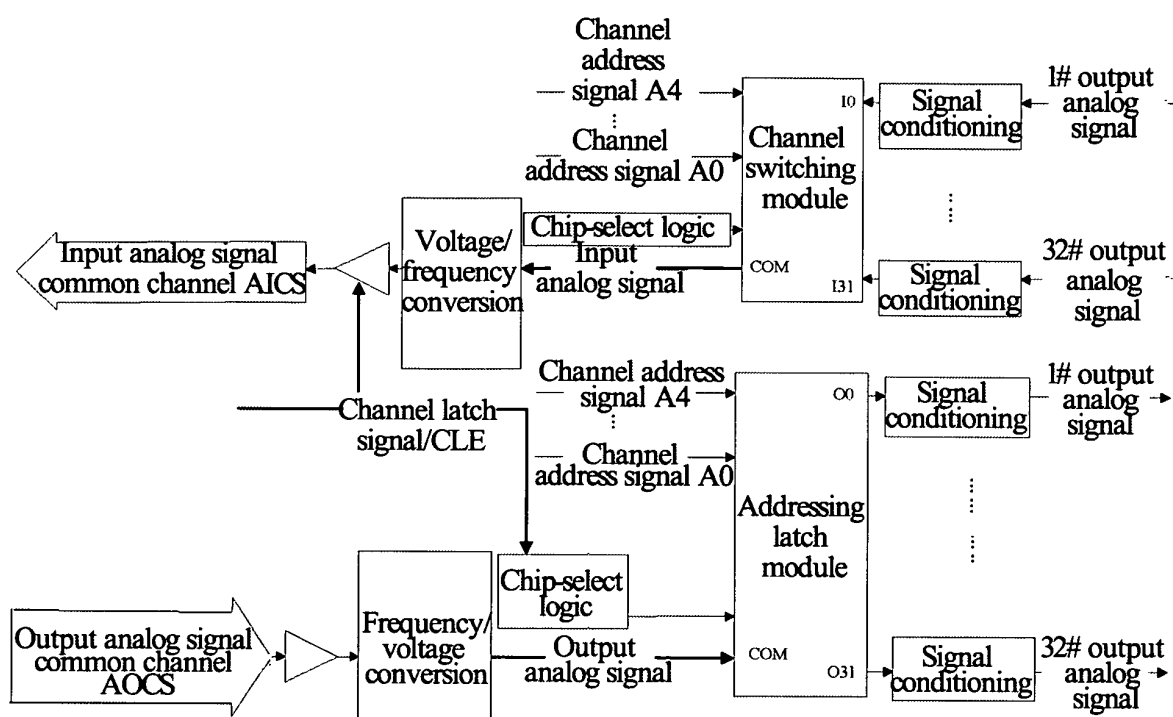 Channel
address
signal A4
Channel
address signal A0
Chip-select logic
Input
analog signal
Voltage/
frequency
conversion
Input analog signal
common channel AICS
Channel
switching
module
I0
COM
I31
Signal
conditioning
1# output
analog
signal
Signal
conditioning
32# output
analog
signal
Channel latch
signal/CLE
Channel address
signal A4
Channel
address signal A0
Chip-select
logic
Output analog signal
common channel
AOCS
Frequency/
voltage
conversion
Output
analog signal
Addressing
latch
module
O0
COM
O31
Signal
conditioning
1# output
analog
signal
Signal
conditioning
32# output
analog
signal